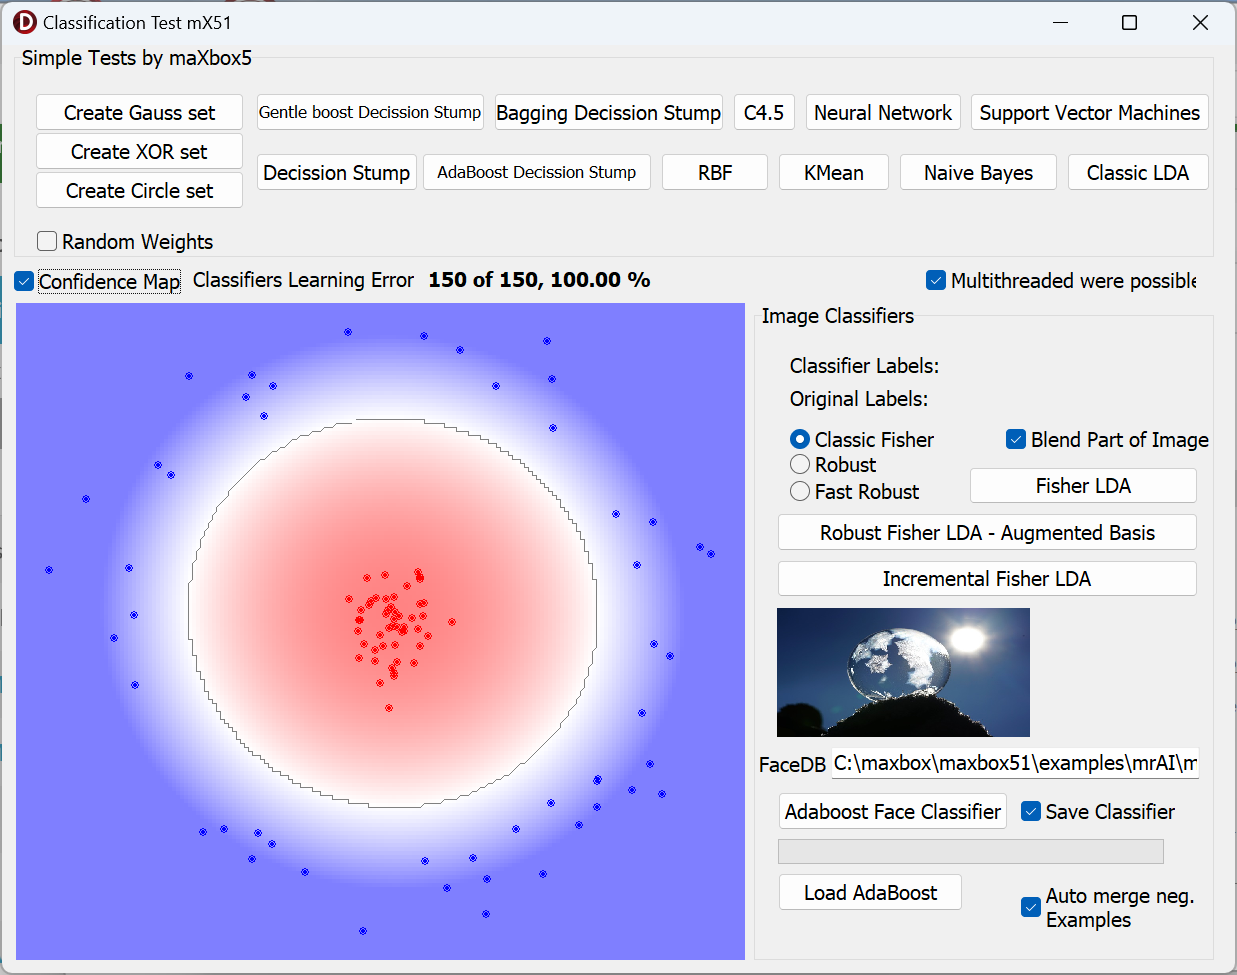 Classification Test mX51
Simple Tests by maXbox5
Create Gauss set
Gentle boost Decission Stump
Bagging Decission Stump
C4.5
Neural Network
Support Vector Machines
Create XOR set
Decission Stump
AdaBoost Decission Stump
RBF
KMean
Naive Bayes
Classic LDA
Create Circle set
Random Weights
Confidence Map
Classifiers Learning Error
150 of 150, 100.00 %
Multithreaded were possible
Image Classifiers
Classifier Labels:
Original Labels:
Classic Fisher
Blend Part of Image
Robust
Fast Robust
Fisher LDA
Robust Fisher LDA - Augmented Basis
Incremental Fisher LDA
FaceDB
C:\maxbox\maxbox51\examples\mrAI\m
Adaboost Face Classifier
Save Classifier
Load AdaBoost
Auto merge neg.
Examples